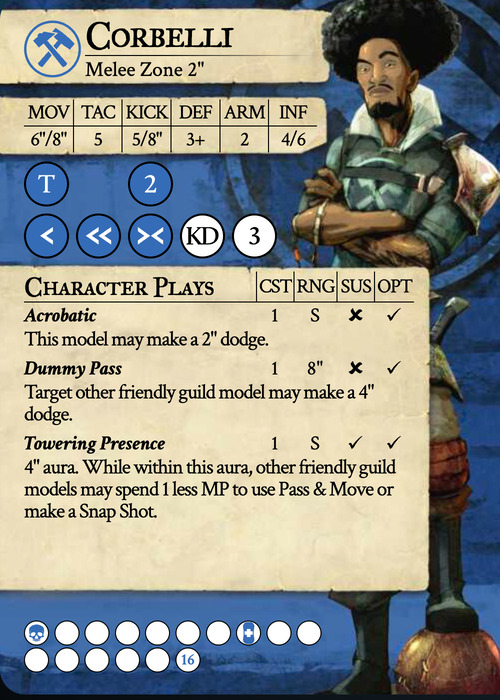 Corbelli
Melee Zone 2"
MOV TAC KICK DEF ARM INF
6"/8" 5 5/8" 3+ 2 4/6
T 2
< << >< KD 3
Character Plays CST RNG SUS OPT
Acrobatic 1 S ✘ ✓
This model may make a 2" dodge.
Dummy Pass 1 8" ✘ ✓
Target other friendly guild model may make a 4"
dodge.
Towering Presence 1 S ✓ ✓
4" aura. While within this aura, other friendly guild
models may spend 1 less MP to use Pass & Move or
make a Snap Shot.
16